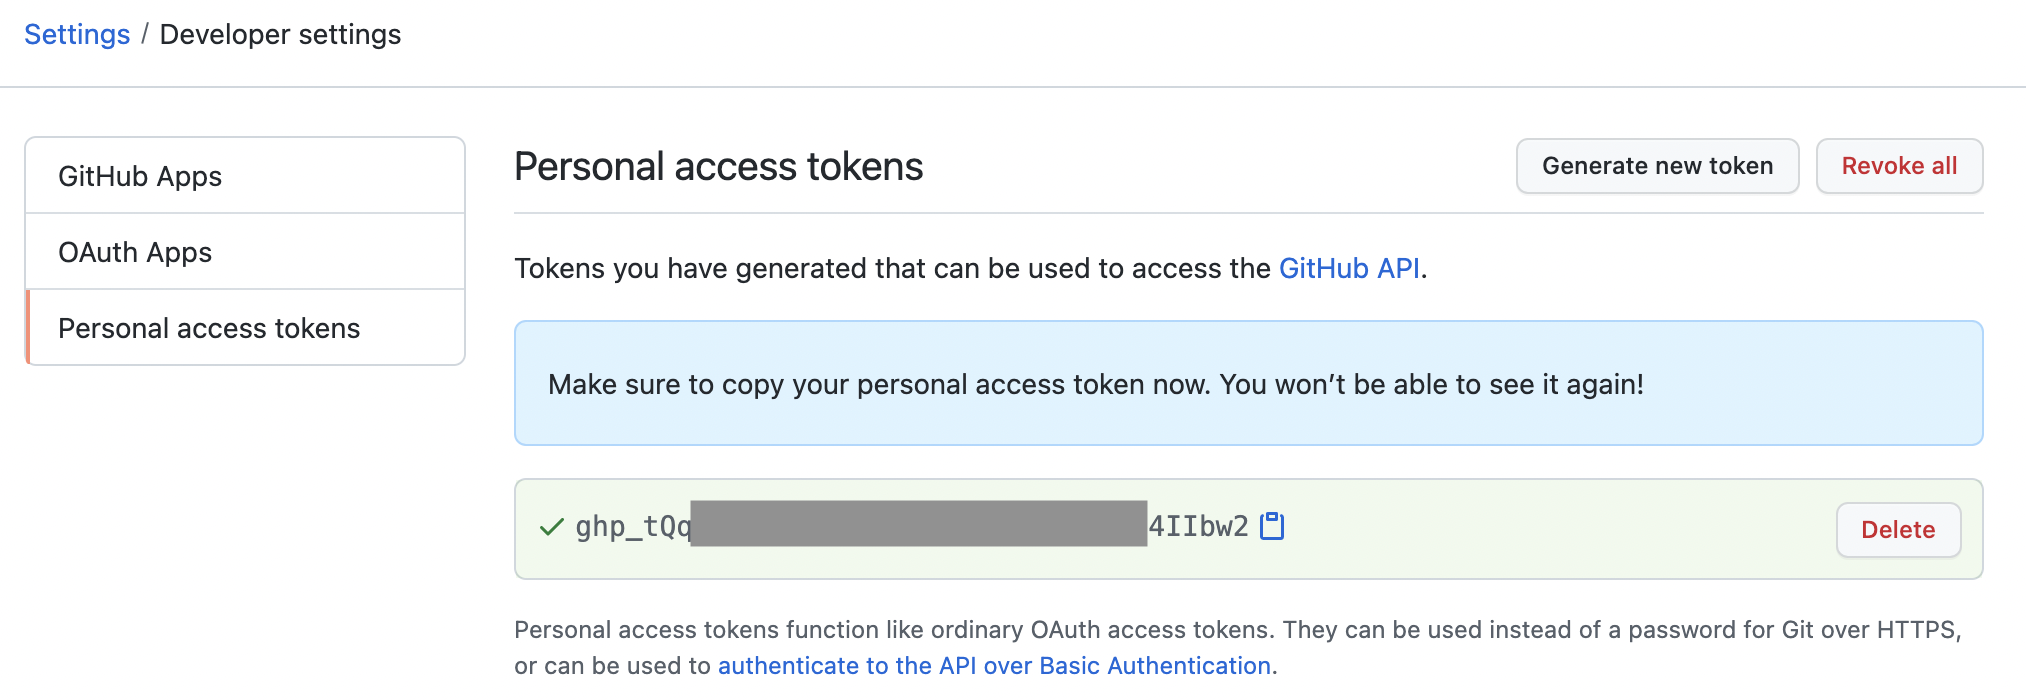 Settings / Developer settings
GitHub Apps
OAuth Apps
Personal access tokens
Personal access tokens
Generate new token
Revoke all
Tokens you have generated that can be used to access the GitHub API.
Make sure to copy your personal access token now. You won’t be able to see it again!
ghp_tQq 4IIbw2
Delete
Personal access tokens function like ordinary OAuth access tokens. They can be used instead of a password for Git over HTTPS,
or can be used to authenticate to the API over Basic Authentication.